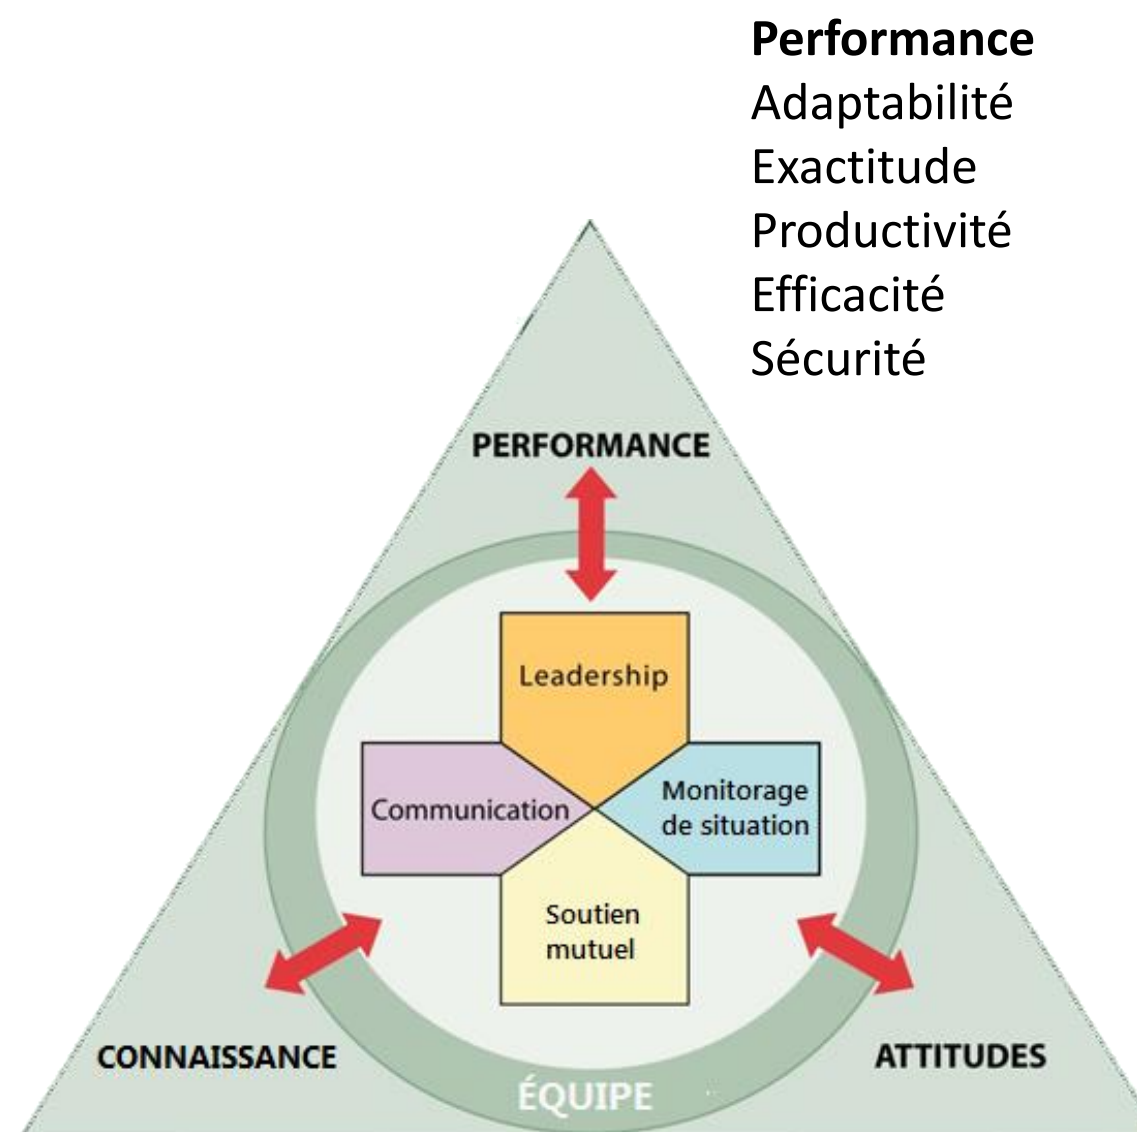 Performance
Adaptabilité
Exactitude
Productivité
Efficacité
Sécurité
PERFORMANCE
Leadership
Communication
Monitorage
de situation
Soutien
mutuel
CONNAISSANCE
ATTITUDES
ÉQUIPE